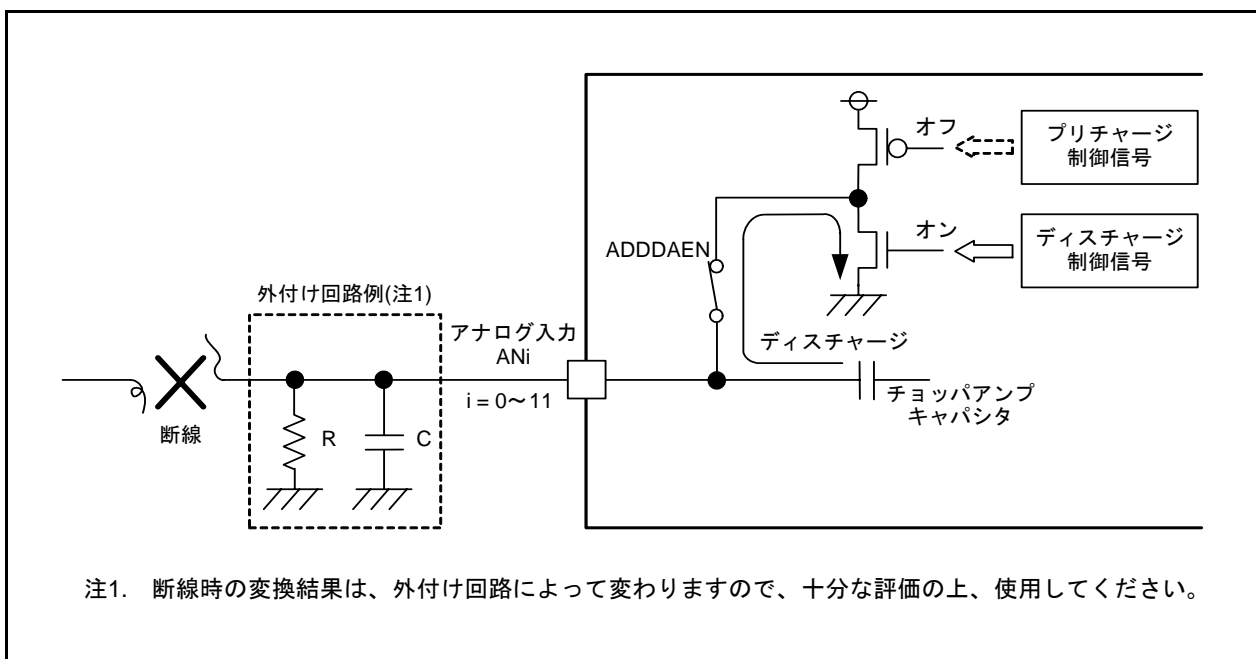 オフ
プリチャージ
制御信号
オン
ディスチャージ
制御信号
ADDDAEN
外付け回路例(注1)
アナログ入力
ANi
i = 0～11
ディスチャージ
チョッパアンプ
キャパシタ
断線
R
C
注1. 断線時の変換結果は、外付け回路によって変わりますので、十分な評価の上、使用してください。